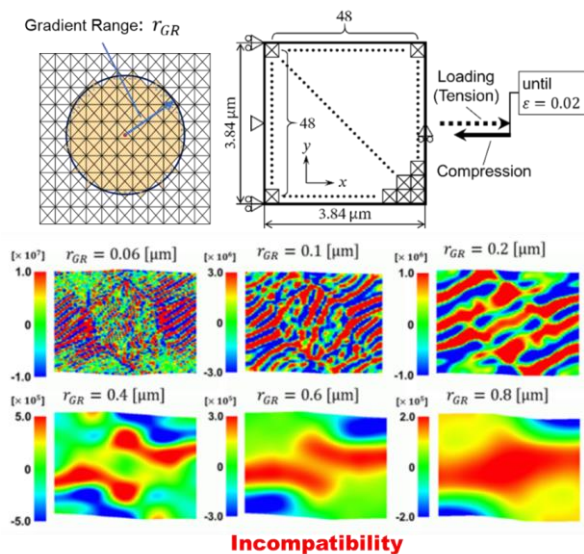 Gradient Range: r_GR
48
48
3.84 μm
3.84 μm
y
x
Loading
(Tension)
until
ε = 0.02
Compression
[× 10⁷] r_GR = 0.06 [μm]
1.0
0
-1.0
[× 10⁶] r_GR = 0.1 [μm]
3.0
0
-3.0
[× 10⁶] r_GR = 0.2 [μm]
1.0
0
-1.0
[× 10⁵] r_GR = 0.4 [μm]
5.0
0
-5.0
[× 10⁵] r_GR = 0.6 [μm]
3.0
0
-3.0
[× 10⁵] r_GR = 0.8 [μm]
2.0
0
-2.0
Incompatibility